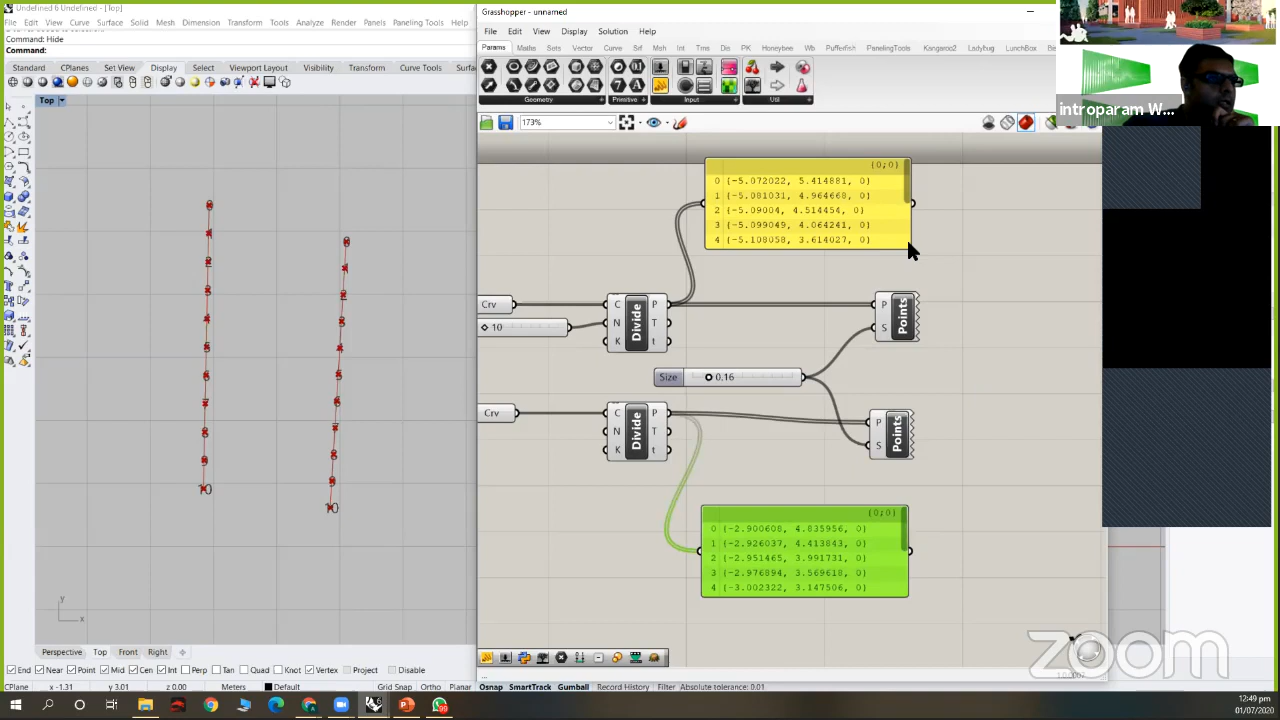 Undefined 6 Undefined - [Top]
File Edit View Curve Surface Solid Mesh Dimension Transform Tools Analyze Render Panels Paneling Tools Help
Command: Hide
Command:
Standard CPlanes Set View Display Select Viewport Layout Visibility Transform Curve Tools Surfa
Top
10
10
y
x
Perspective Top Front Right
End Near Point Mid Cen Int Perp Tan Quad Knot Vertex Project Disable
CPlane x -1.31 y 3.01 z 0.00 Meters Default Grid Snap Ortho Planar Osnap SmartTrack Gumball Record History Filter Absolute tolerance: 0.01
Grasshopper - unnamed
File Edit View Display Solution Help
Params Maths Sets Vector Curve Srf Msh Int Trns Dis PK Honeybee Wb Pufferfish PanelingTools Kangaroo2 Ladybug LunchBox
Geometry Primitive Input Util
173%
{0;0}
0 {-5.072022, 5.414881, 0}
1 {-5.081031, 4.964668, 0}
2 {-5.09004, 4.514454, 0}
3 {-5.099049, 4.064241, 0}
4 {-5.108058, 3.614027, 0}
Crv
10
C N K Divide P T t
P S Points
Size 0.16
Crv
C N K Divide P T t
P S Points
{0;0}
0 {-2.900608, 4.835956, 0}
1 {-2.926037, 4.413843, 0}
2 {-2.951465, 3.991731, 0}
3 {-2.976894, 3.569618, 0}
4 {-3.002322, 3.147506, 0}
introparam W...
zoom
12:49 pm
01/07/2020